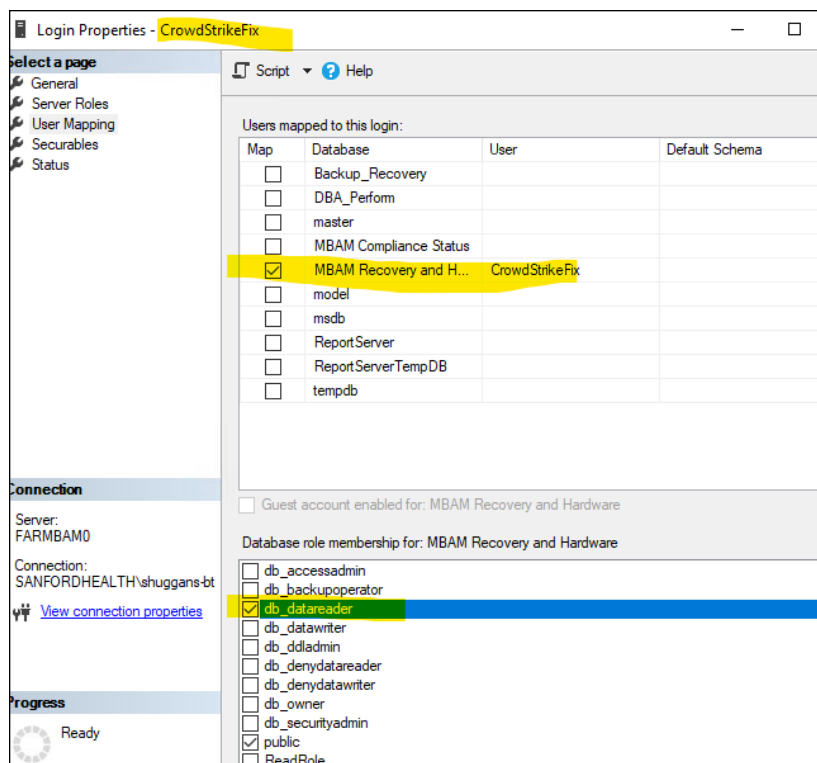 Login Properties - CrowdStrikeFix
Select a page
General
Server Roles
User Mapping
Securables
Status
Script Help
Users mapped to this login:
Map Database User Default Schema
Backup_Recovery
DBA_Perform
master
MBAM Compliance Status
MBAM Recovery and H... CrowdStrikeFix
model
msdb
ReportServer
ReportServerTempDB
tempdb
Guest account enabled for: MBAM Recovery and Hardware
Connection
Server:
FARMBAM0
Connection:
SANFORDHEALTH\shuggans-bt
View connection properties
Database role membership for: MBAM Recovery and Hardware
db_accessadmin
db_backupoperator
db_datareader
db_datawriter
db_ddladmin
db_denydatareader
db_denydatawriter
db_owner
db_securityadmin
public
ReadRole
Progress
Ready